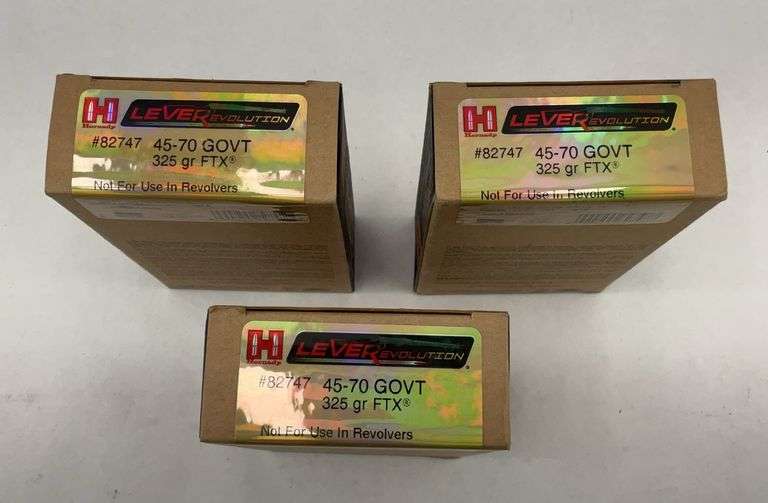 H
Hornady
LEVERevolution®
#82747 45-70 GOVT
325 gr FTX®
Not For Use In Revolvers
H
Hornady
LEVERevolution®
#82747 45-70 GOVT
325 gr FTX®
Not For Use In Revolvers
H
Hornady
LEVERevolution®
#82747 45-70 GOVT
325 gr FTX®
Not For Use In Revolvers